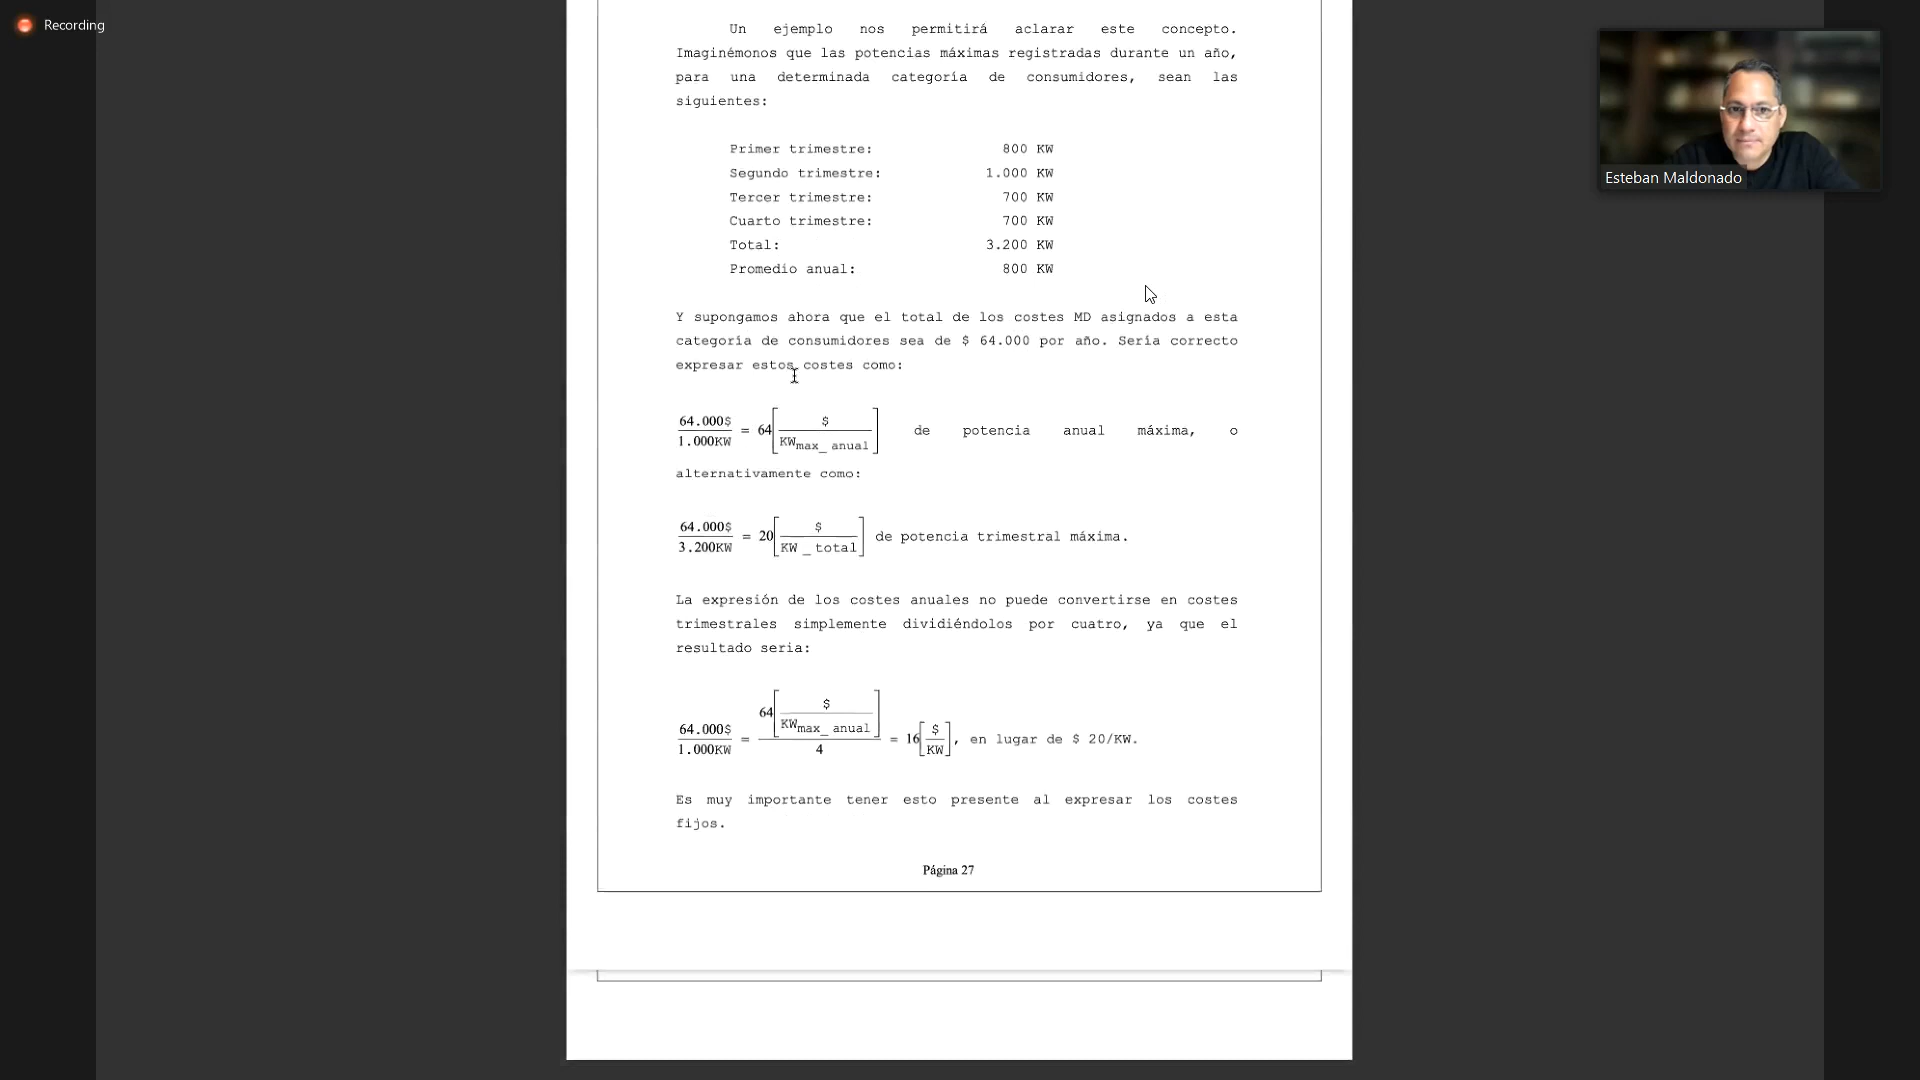 Recording
Un ejemplo nos permitirá aclarar este concepto.
Imaginémonos que las potencias máximas registradas durante un año,
para una determinada categoría de consumidores, sean las
siguientes:
Primer trimestre: 800 KW
Segundo trimestre: 1.000 KW
Tercer trimestre: 700 KW
Cuarto trimestre: 700 KW
Total: 3.200 KW
Promedio anual: 800 KW
Y supongamos ahora que el total de los costes MD asignados a esta
categoría de consumidores sea de $ 64.000 por año. Sería correcto
expresar estos costes como:
64.000$ / 1.000KW = 64 [ $ / KWmax_ anual ] de potencia anual máxima, o
alternativamente como:
64.000$ / 3.200KW = 20 [ $ / KW _ total ] de potencia trimestral máxima.
La expresión de los costes anuales no puede convertirse en costes
trimestrales simplemente dividiéndolos por cuatro, ya que el
resultado seria:
64.000$ / 1.000KW = 64 [ $ / KWmax_ anual ] / 4 = 16 [ $ / KW ], en lugar de $ 20/KW.
Es muy importante tener esto presente al expresar los costes
fijos.
Página 27
Esteban Maldonado